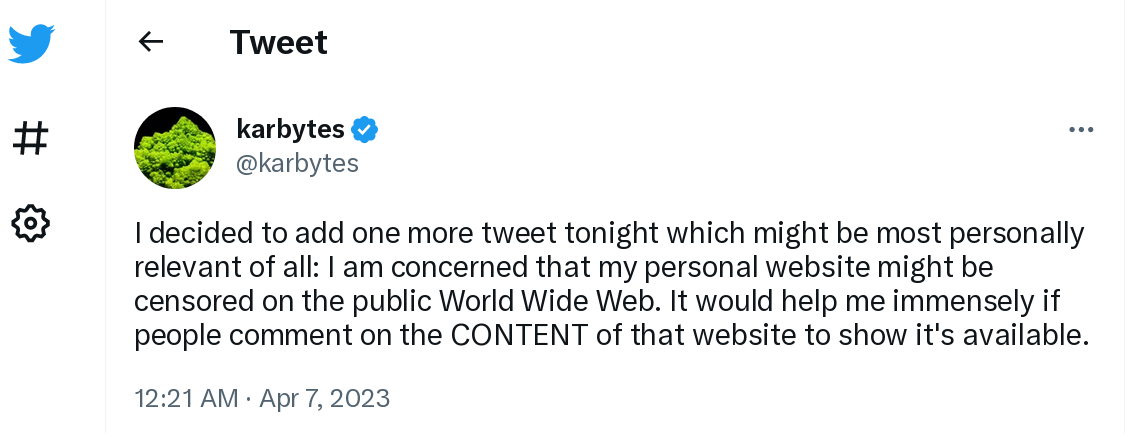 Tweet
karbytes
@karbytes
I decided to add one more tweet tonight which might be most personally
relevant of all: I am concerned that my personal website might be
censored on the public World Wide Web. It would help me immensely if
people comment on the CONTENT of that website to show it's available.
12:21 AM · Apr 7, 2023